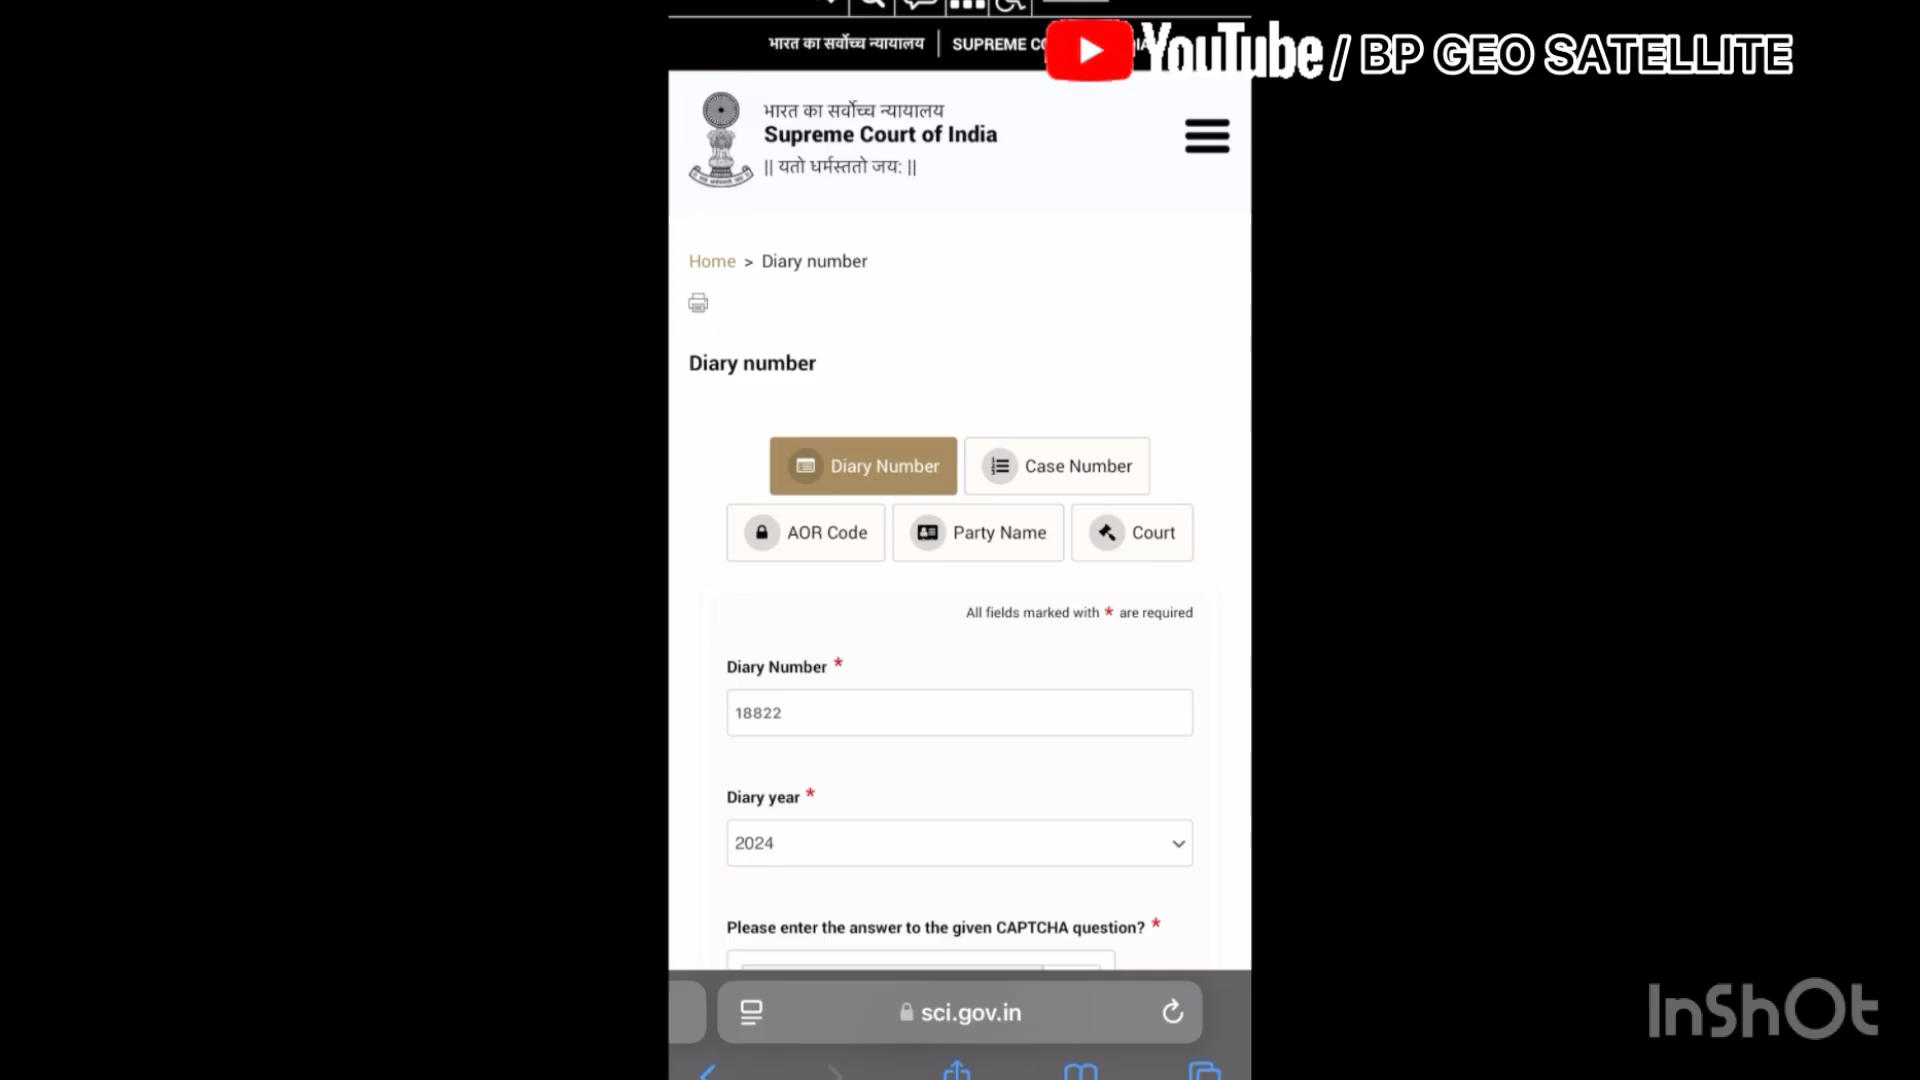 भारत का सर्वोच्च न्यायालय | SUPREME CO
YouTube / BP GEO SATELLITE
भारत का सर्वोच्च न्यायालय
Supreme Court of India
|| यतो धर्मस्ततो जय: ||
Home > Diary number
Diary number
Diary Number
Case Number
AOR Code
Party Name
Court
All fields marked with * are required
Diary Number *
18822
Diary year *
2024
Please enter the answer to the given CAPTCHA question? *
sci.gov.in
InShOt